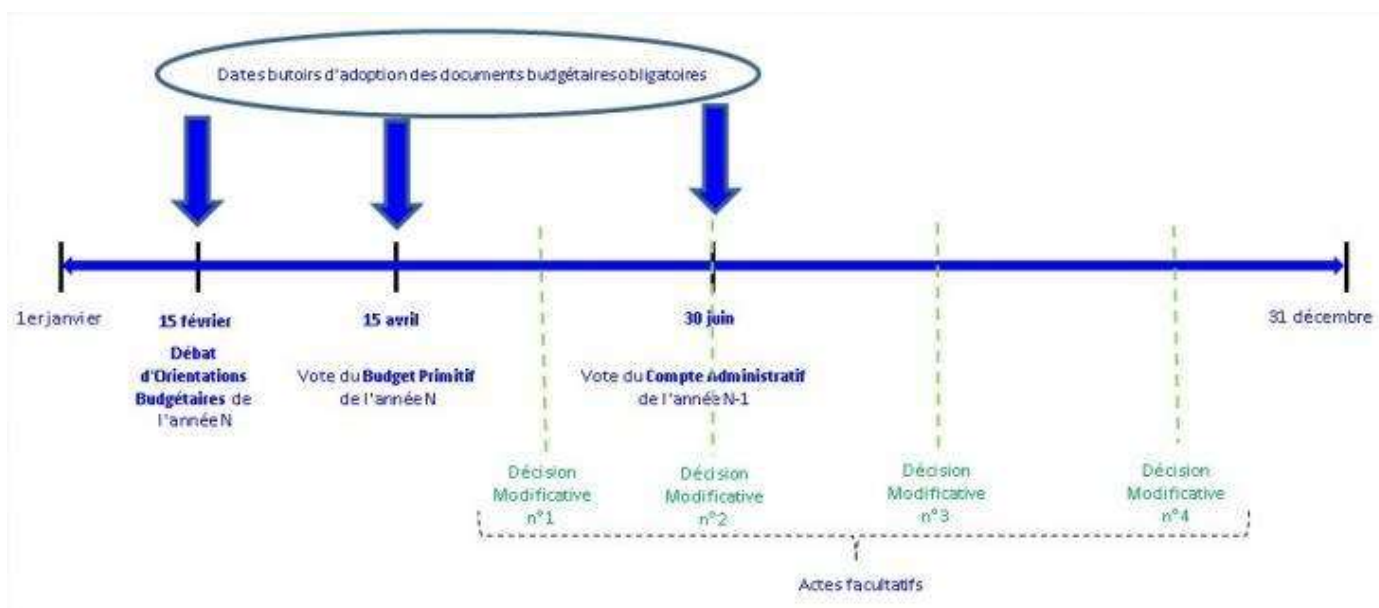 Dates butoirs d'adoption des documents budgétaires obligatoires
1er janvier
15 février
15 avril
30 juin
31 décembre
Débat
d'Orientations
Budgétaires de
l'année N
Vote du Budget Primitif
de l'année N
Vote du Compte Administratif
de l'année N-1
Décision
Modificative
n°1
Décision
Modificative
n°2
Décision
Modificative
n°3
Décision
Modificative
n°4
Actes facultatifs